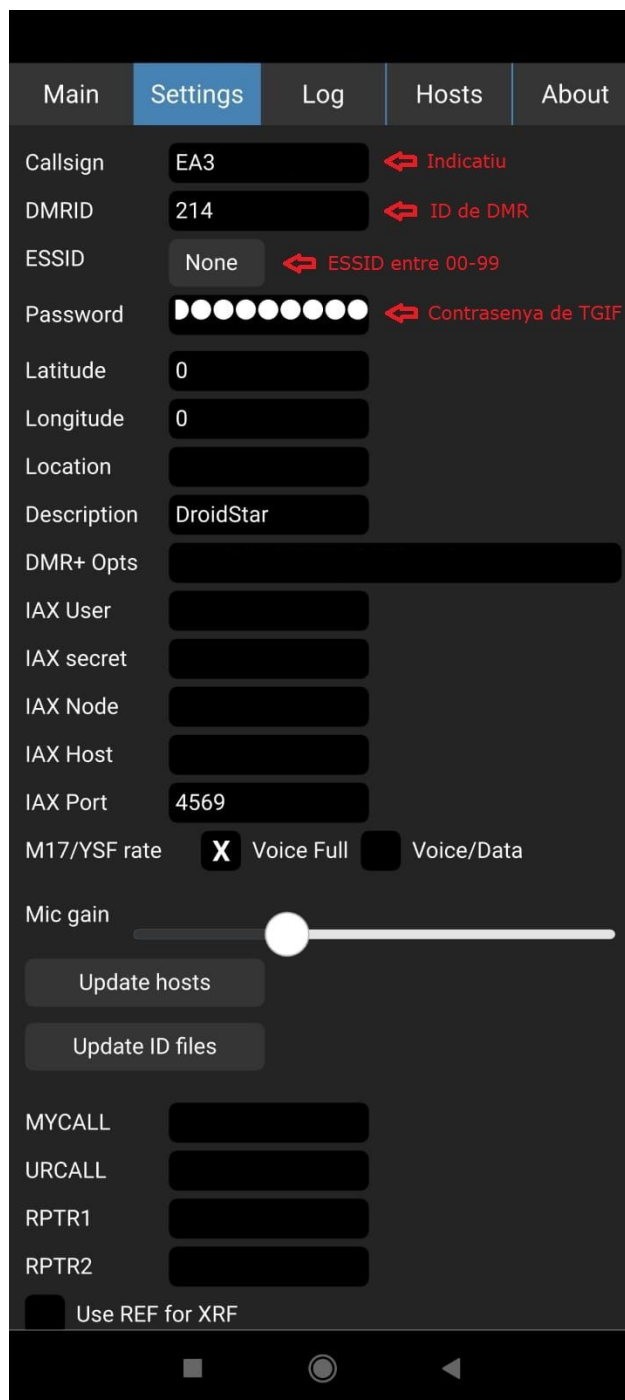 Main Settings Log Hosts About
Callsign EA3 Indicatiu
DMRID 214 ID de DMR
ESSID None ESSID entre 00-99
Password Contrasenya de TGIF
Latitude 0
Longitude 0
Location
Description DroidStar
DMR+ Opts
IAX User
IAX secret
IAX Node
IAX Host
IAX Port 4569
M17/YSF rate X Voice Full Voice/Data
Mic gain
Update hosts
Update ID files
MYCALL
URCALL
RPTR1
RPTR2
Use REF for XRF